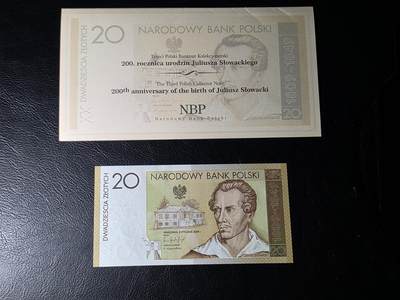 20
NARODOWY BANK POLSKI
DWADZIEŚCIA ZŁOTYCH
Trzeci Polski Banknot Kolekcjonerski
200. rocznica urodzin Juliusza Słowackiego
The Third Polish Collector Note
200th anniversary of the birth of Juliusz Słowacki
NBP
Narodowy Bank Polski
20
20
NARODOWY BANK POLSKI
DWADZIEŚCIA ZŁOTYCH
20